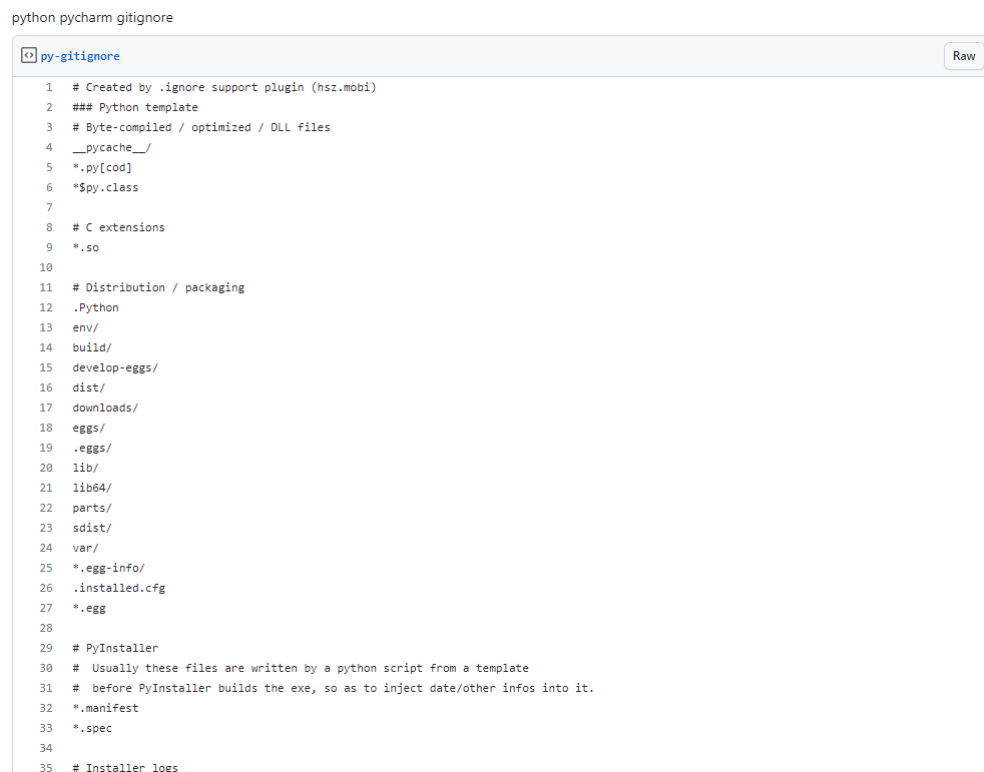 python pycharm gitignore
py-gitignore
Raw
1 # Created by .ignore support plugin (hsz.mobi)
2 ### Python template
3 # Byte-compiled / optimized / DLL files
4 __pycache__/
5 *.py[cod]
6 *$py.class
7
8 # C extensions
9 *.so
10
11 # Distribution / packaging
12 .Python
13 env/
14 build/
15 develop-eggs/
16 dist/
17 downloads/
18 eggs/
19 .eggs/
20 lib/
21 lib64/
22 parts/
23 sdist/
24 var/
25 *.egg-info/
26 .installed.cfg
27 *.egg
28
29 # PyInstaller
30 #  Usually these files are written by a python script from a template
31 #  before PyInstaller builds the exe, so as to inject date/other infos into it.
32 *.manifest
33 *.spec
34
35 # Installer logs